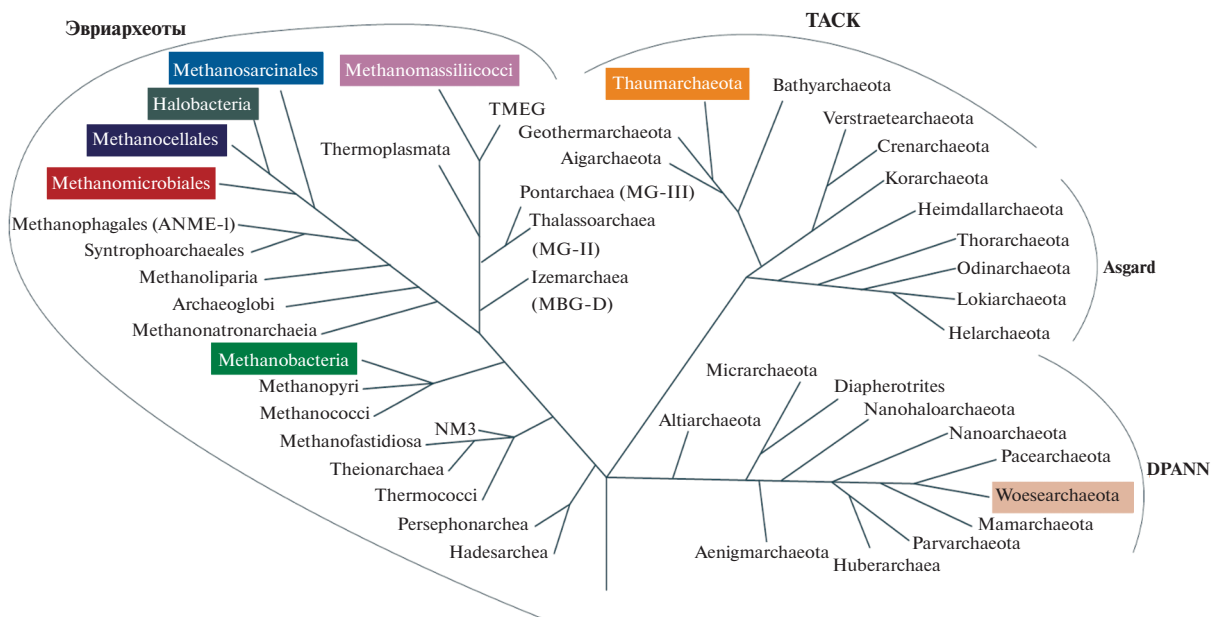 Эвриархеоты
TACK
Methanosarcinales
Methanomassiliicocci
Halobacteria
Methanocellales
Methanomicrobiales
TMEG
Thermoplasmata
Pontarchaea (MG-III)
Thalassoarchaea
(MG-II)
Izemarchaea
(MBG-D)
Methanophagales (ANME-l)
Syntrophoarchaeales
Methanoliparia
Archaeoglobi
Methanonatronarchaeia
Methanobacteria
Methanopyri
Methanococci
NM3
Methanofastidiosa
Theionarchaea
Thermococci
Persephonarchea
Hadesarchea
Thaumarchaeota
Bathyarchaeota
Geothermarchaeota
Aigarchaeota
Verstraetearchaeota
Crenarchaeota
Korarchaeota
Heimdallarchaeota
Thorarchaeota
Odinarchaeota
Lokiarchaeota
Helarchaeota
Asgard
Micrarchaeota
Diapherotrites
Altiarchaeota
Nanohaloarchaeota
Nanoarchaeota
Pacearchaeota
DPANN
Woesearchaeota
Mamarchaeota
Parvarchaeota
Huberarchaea
Aenigmarchaeota